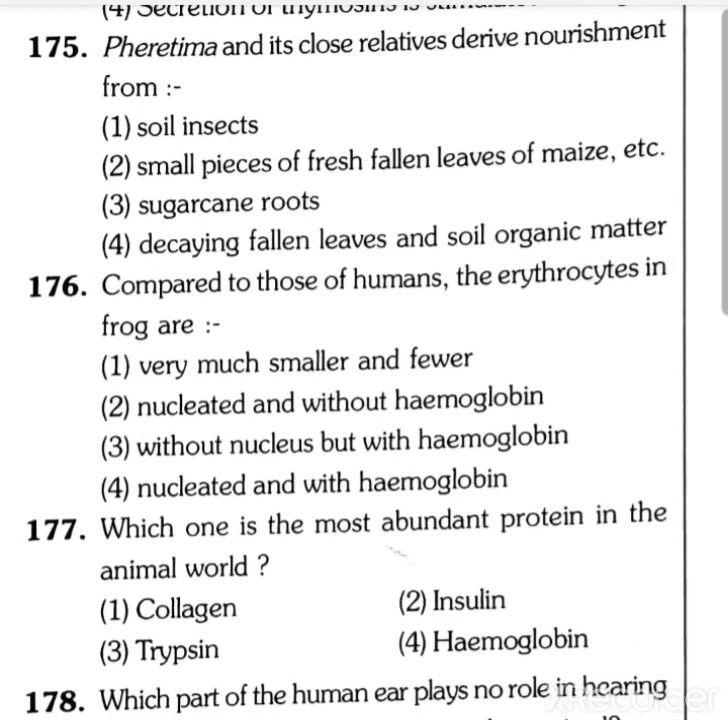 (4) Secretion of thymosins is
175. Pheretima and its close relatives derive nourishment
from :-
(1) soil insects
(2) small pieces of fresh fallen leaves of maize, etc.
(3) sugarcane roots
(4) decaying fallen leaves and soil organic matter
176. Compared to those of humans, the erythrocytes in
frog are :-
(1) very much smaller and fewer
(2) nucleated and without haemoglobin
(3) without nucleus but with haemoglobin
(4) nucleated and with haemoglobin
177. Which one is the most abundant protein in the
animal world ?
(1) Collagen (2) Insulin
(3) Trypsin (4) Haemoglobin
178. Which part of the human ear plays no role in hearing